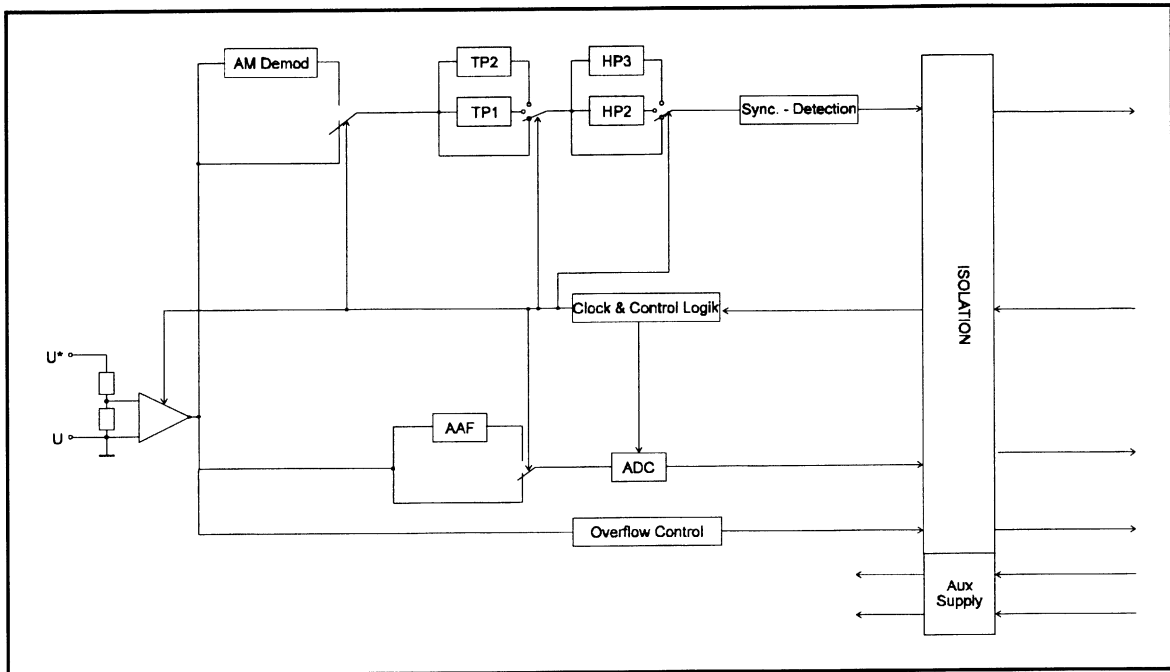 AM Demod
TP2
TP1
HP3
HP2
Sync. - Detection
ISOLATION
Clock & Control Logik
U*
U
AAF
ADC
Overflow Control
Aux
Supply